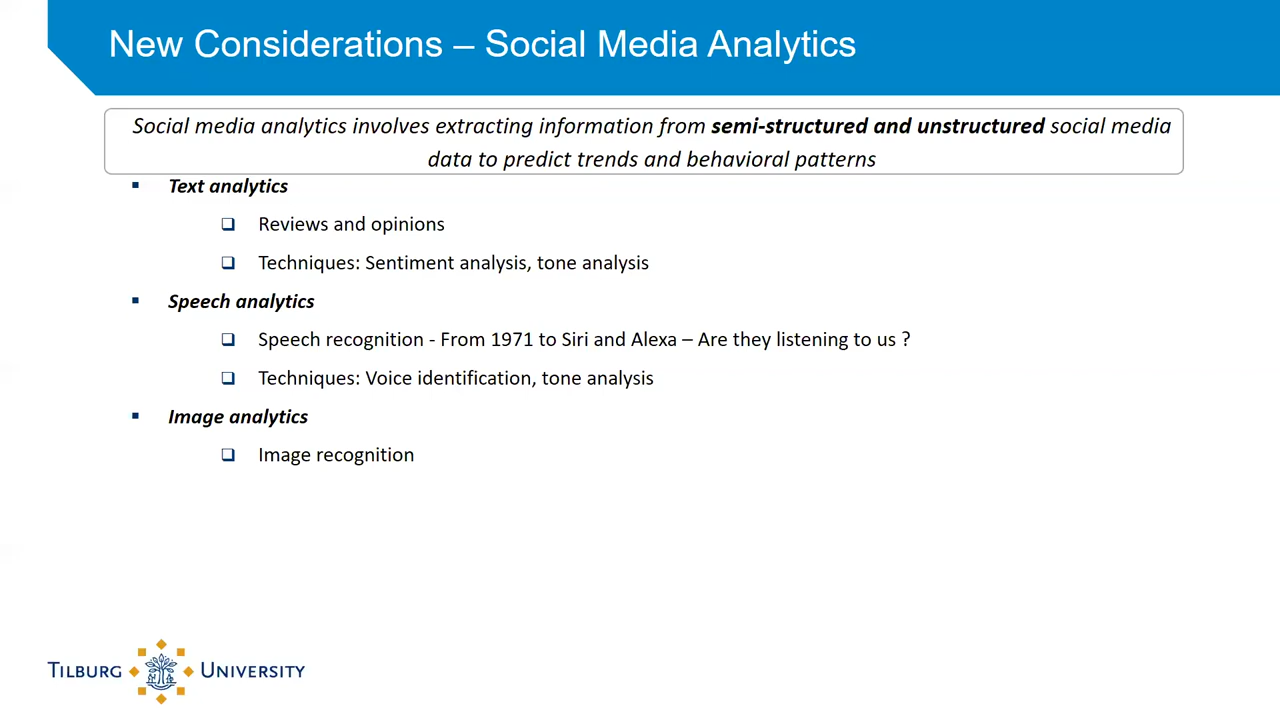 New Considerations – Social Media Analytics
Social media analytics involves extracting information from semi-structured and unstructured social media
data to predict trends and behavioral patterns
Text analytics
Reviews and opinions
Techniques: Sentiment analysis, tone analysis
Speech analytics
Speech recognition - From 1971 to Siri and Alexa – Are they listening to us ?
Techniques: Voice identification, tone analysis
Image analytics
Image recognition
TILBURG UNIVERSITY